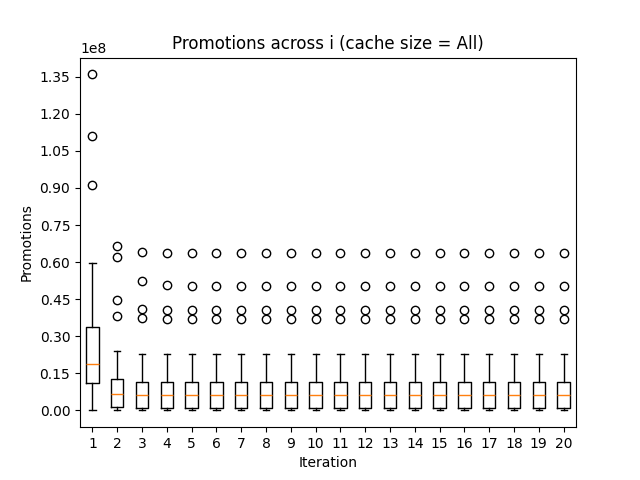 Promotions across i (cache size = All)
1e8
1.35
1.20
1.05
0.90
0.75
0.60
0.45
0.30
0.15
0.00
Promotions
1 2 3 4 5 6 7 8 9 10 11 12 13 14 15 16 17 18 19 20
Iteration